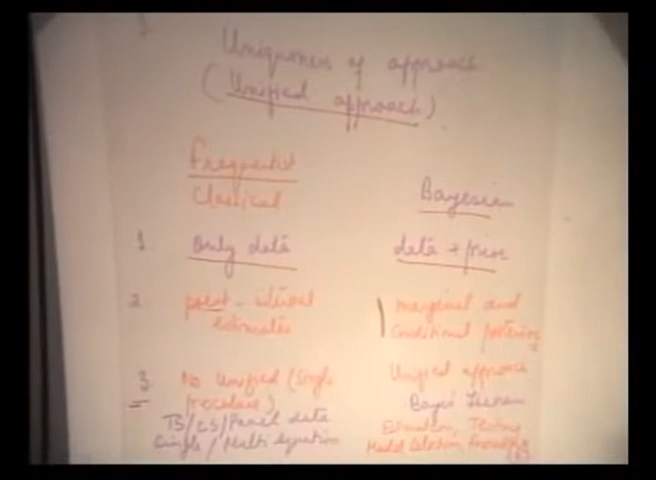 Uniqueness of approach
(Unified approach)
Frequentist
Classical
Bayesian
1. Only data
data + prior
2. point - interval
estimates
marginal and
conditional posteriors
3. No unified (Single
procedure)
TS/CS/Panel data
Single / Multi equation
Unified approach
Bayes Theorem
Estimation, Testing
Model Selection, Forecasting